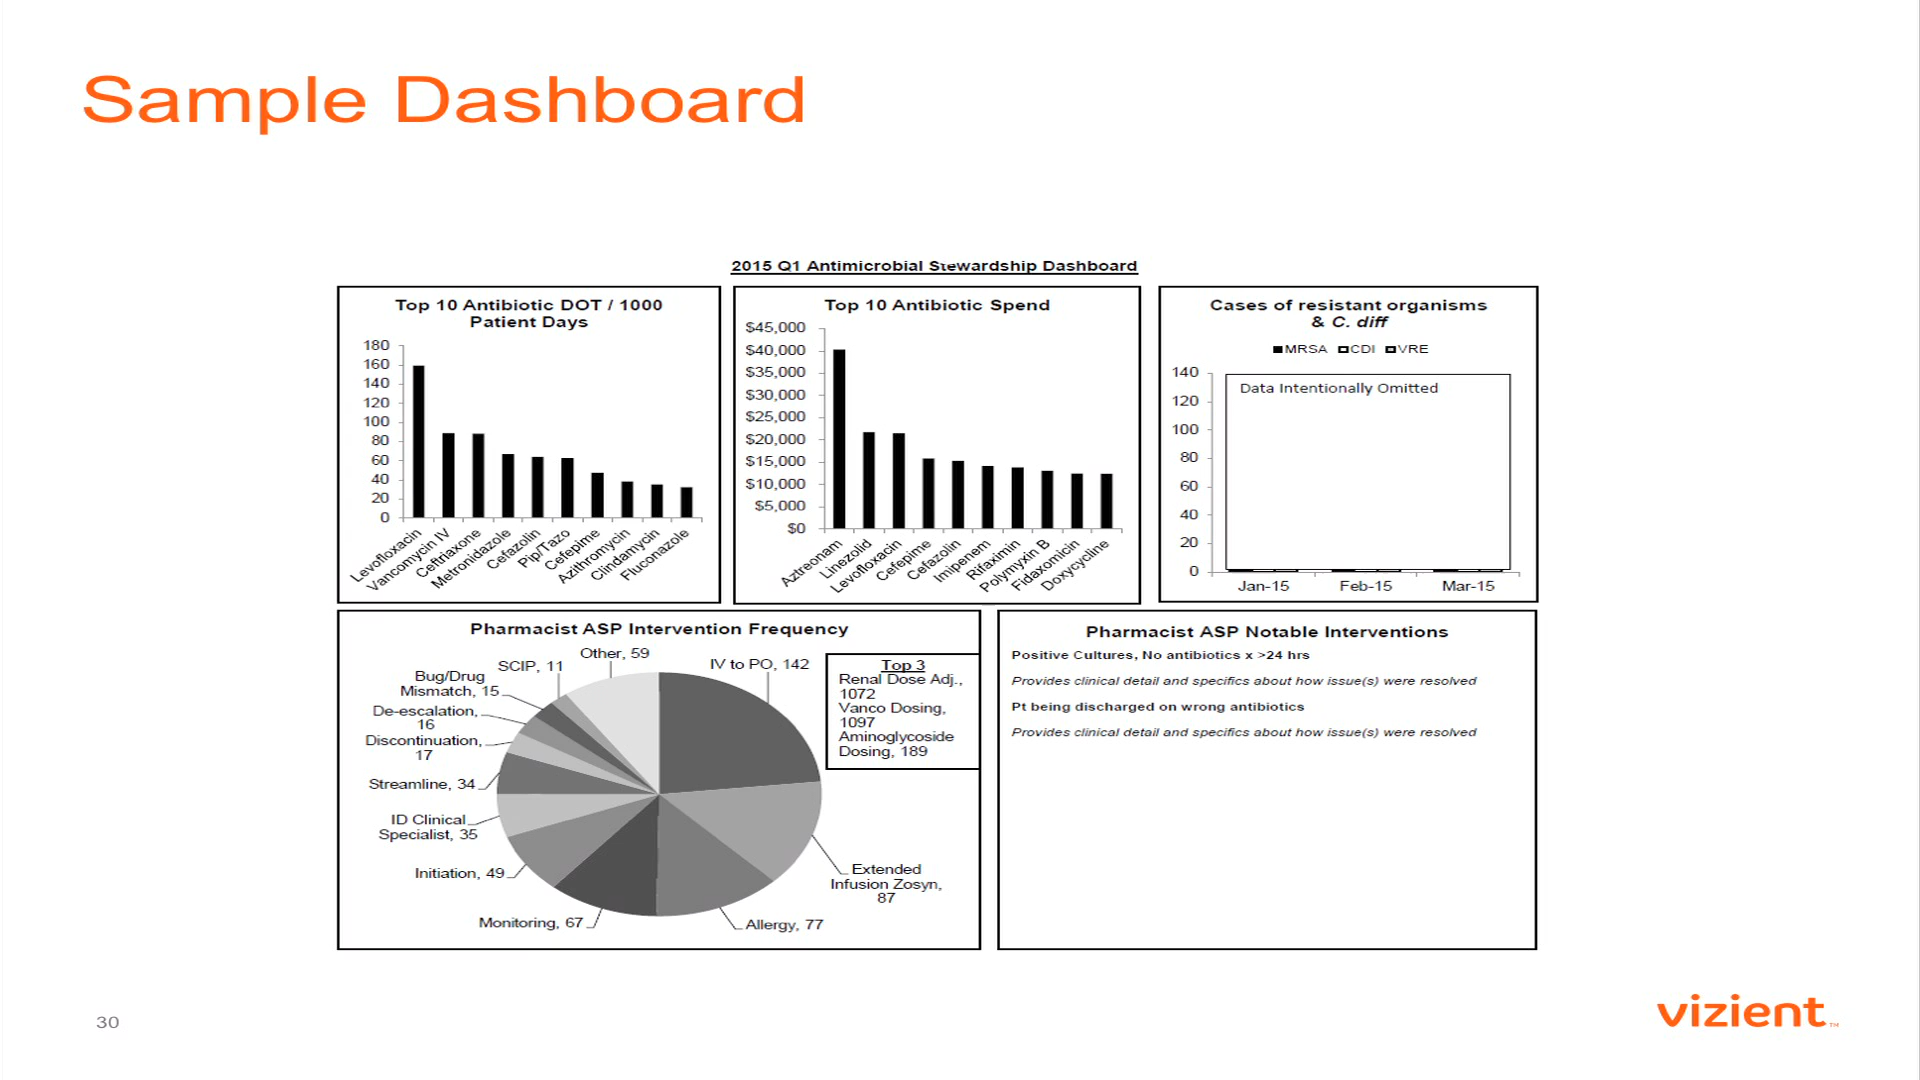 Sample Dashboard
2015 Q1 Antimicrobial Stewardship Dashboard
Top 10 Antibiotic DOT / 1000
Patient Days
180
160
140
120
100
80
60
40
20
0
Levofloxacin
Vancomycin IV
Ceftriaxone
Metronidazole
Cefazolin
Pip/Tazo
Cefepime
Azithromycin
Clindamycin
Fluconazole
Top 10 Antibiotic Spend
$45,000
$40,000
$35,000
$30,000
$25,000
$20,000
$15,000
$10,000
$5,000
$0
Aztreonam
Linezolid
Levofloxacin
Cefepime
Cefazolin
Imipenem
Rifaximin
Polymyxin B
Fidaxomicin
Doxycycline
Cases of resistant organisms
& C. diff
MRSA CDI VRE
140
120
100
80
60
40
20
0
Data Intentionally Omitted
Jan-15 Feb-15 Mar-15
Pharmacist ASP Intervention Frequency
IV to PO, 142
Extended
Infusion Zosyn,
87
Allergy, 77
Monitoring, 67
Initiation, 49
ID Clinical
Specialist, 35
Streamline, 34
Discontinuation,
17
De-escalation,
16
Bug/Drug
Mismatch, 15
SCIP, 11
Other, 59
Top 3
Renal Dose Adj.,
1072
Vanco Dosing,
1097
Aminoglycoside
Dosing, 189
Pharmacist ASP Notable Interventions
Positive Cultures, No antibiotics x >24 hrs
Provides clinical detail and specifics about how issue(s) were resolved
Pt being discharged on wrong antibiotics
Provides clinical detail and specifics about how issue(s) were resolved
30
vizient™